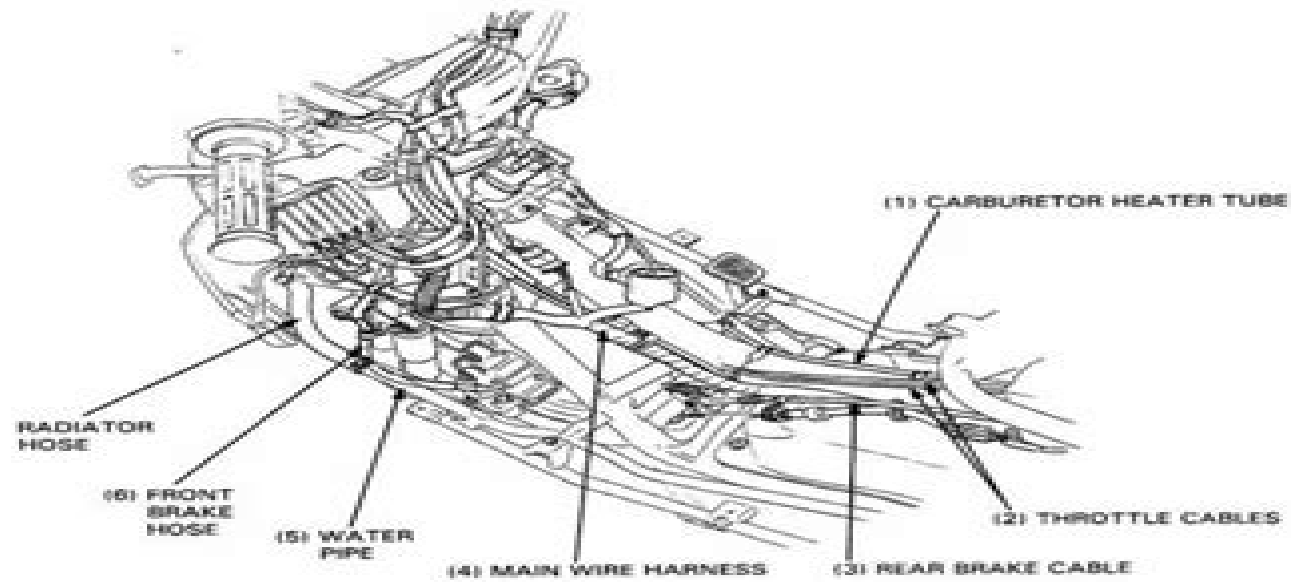 (1) CARBURETOR HEATER TUBE
RADIATOR
HOSE
(6) FRONT
BRAKE
HOSE
(5) WATER
PIPE
(4) MAIN WIRE HARNESS
(3) REAR BRAKE CABLE
(2) THROTTLE CABLES